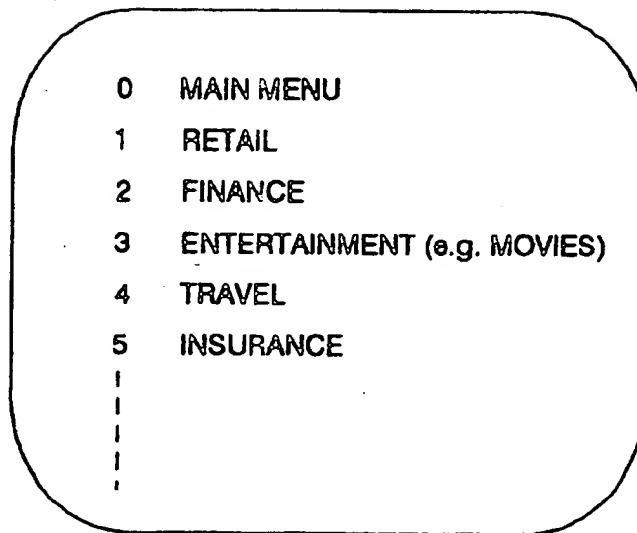 0 MAIN MENU
1 RETAIL
2 FINANCE
3 ENTERTAINMENT (e.g. MOVIES)
4 TRAVEL
5 INSURANCE